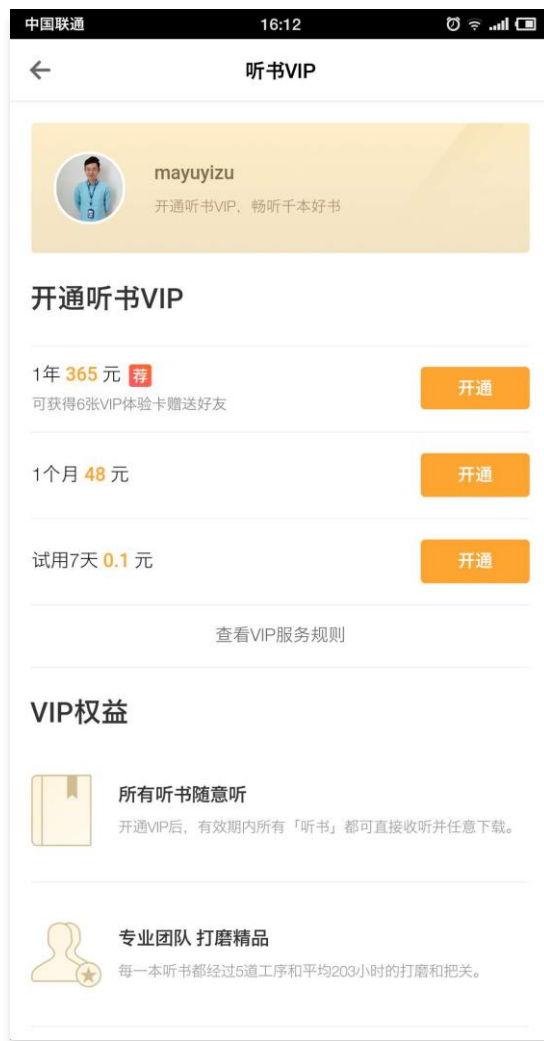 中国联通 16:12
听书VIP
mayuyizu
开通听书VIP，畅听千本好书
开通听书VIP
1年 365 元 荐
开通
可获得6张VIP体验卡赠送好友
1个月 48 元
开通
试用7天 0.1 元
开通
查看VIP服务规则
VIP权益
所有听书随意听
开通VIP后，有效期内所有「听书」都可直接收听并任意下载。
专业团队 打磨精品
每一本听书都经过5道工序和平均203小时的打磨和把关。